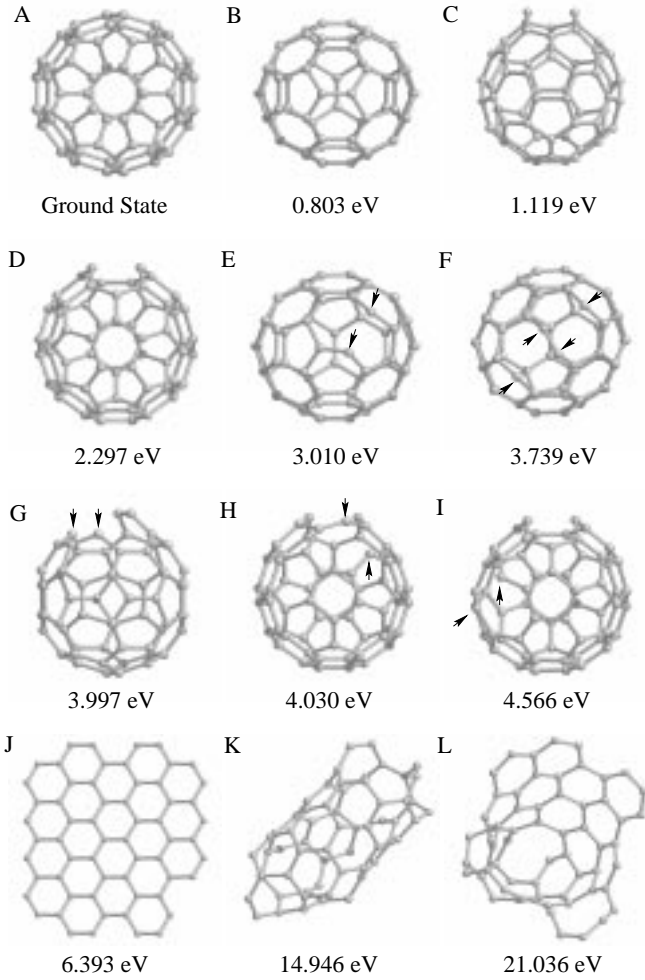 A B C
Ground State 0.803 eV 1.119 eV
D E F
2.297 eV 3.010 eV 3.739 eV
G H I
3.997 eV 4.030 eV 4.566 eV
J K L
6.393 eV 14.946 eV 21.036 eV